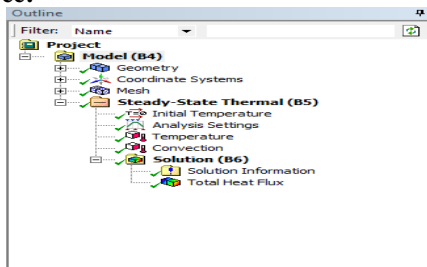 Outline
Filter: Name
Project
Model (B4)
Geometry
Coordinate Systems
Mesh
Steady-State Thermal (B5)
Initial Temperature
Analysis Settings
Temperature
Convection
Solution (B6)
Solution Information
Total Heat Flux